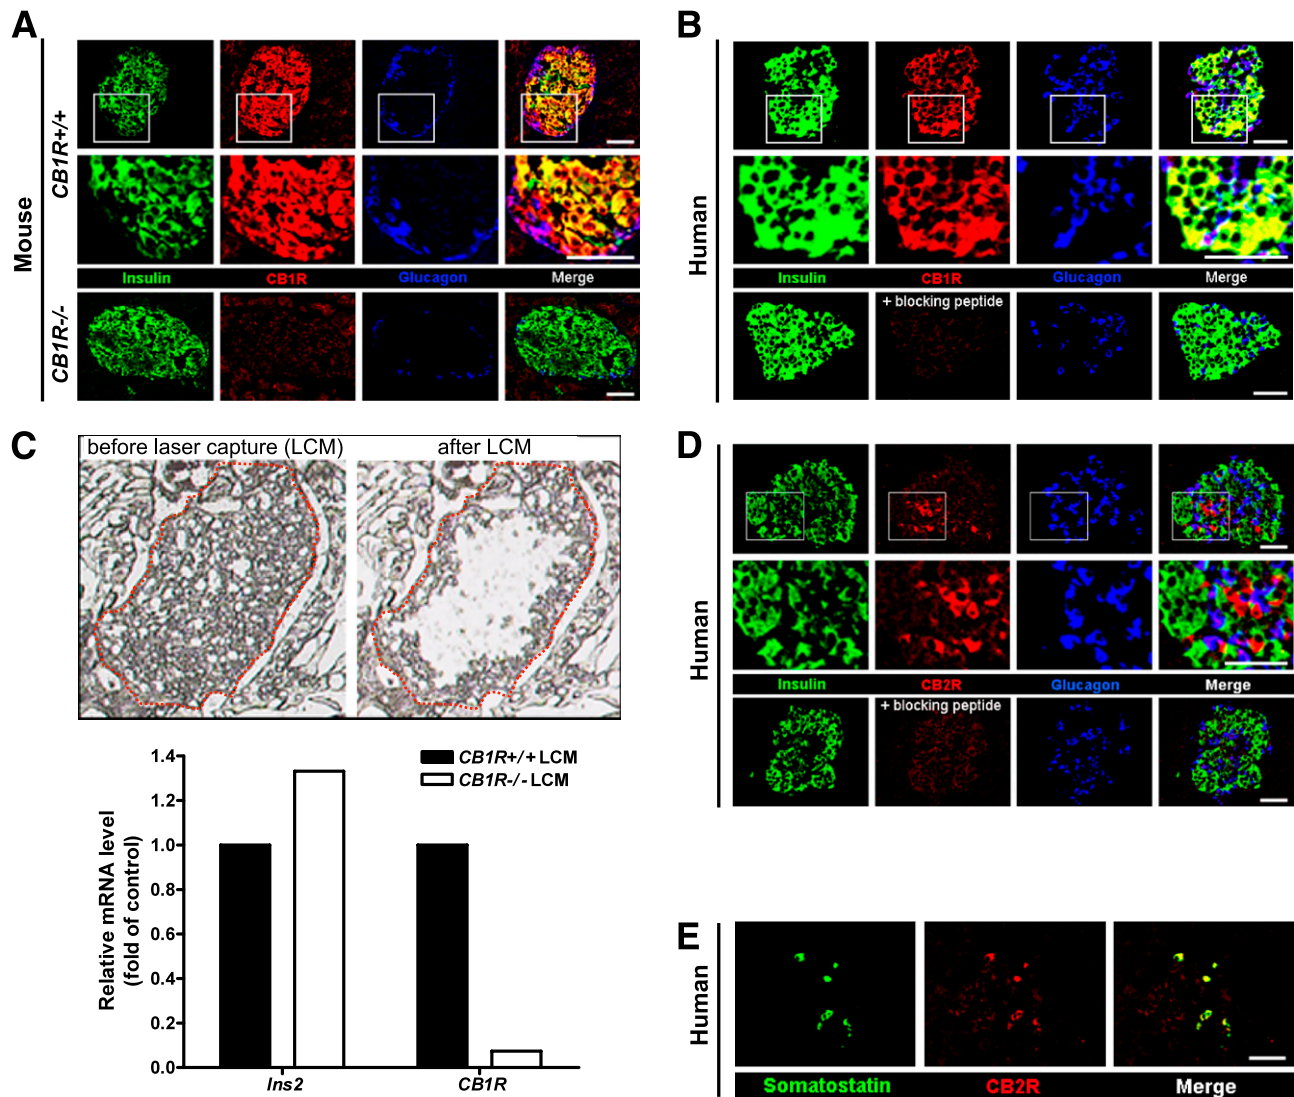 A
Mouse
CB1R+/+
Insulin
CB1R
Glucagon
Merge
CB1R-/-
B
Human
Insulin
CB1R
Glucagon
Merge
+ blocking peptide
C
before laser capture (LCM)
after LCM
Relative mRNA level
(fold of control)
1.4
1.2
1.0
0.8
0.6
0.4
0.2
0.0
CB1R+/+ LCM
CB1R-/- LCM
Ins2
CB1R
D
Human
Insulin
CB2R
Glucagon
Merge
+ blocking peptide
E
Human
Somatostatin
CB2R
Merge